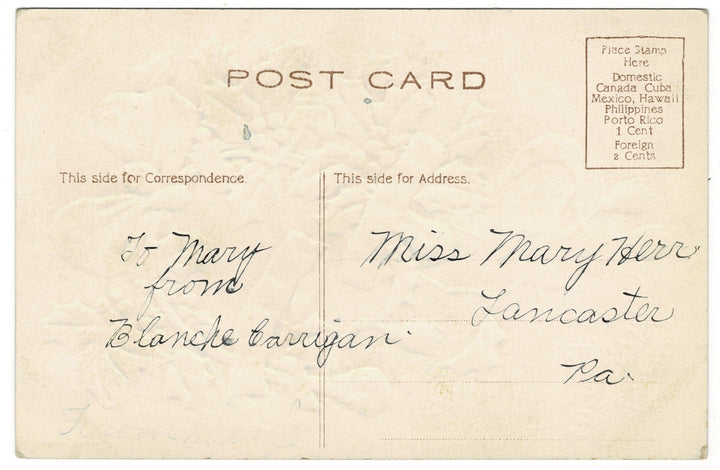 POST CARD
Place Stamp
Here
Domestic
Canada Cuba
Mexico, Hawaii
Philippines
Porto Rico
1 Cent
Foreign
2 Cents
This side for Correspondence.
This side for Address.
To Mary
from
Blanche Carrigan.
Miss Mary Herr
Lancaster
Pa.